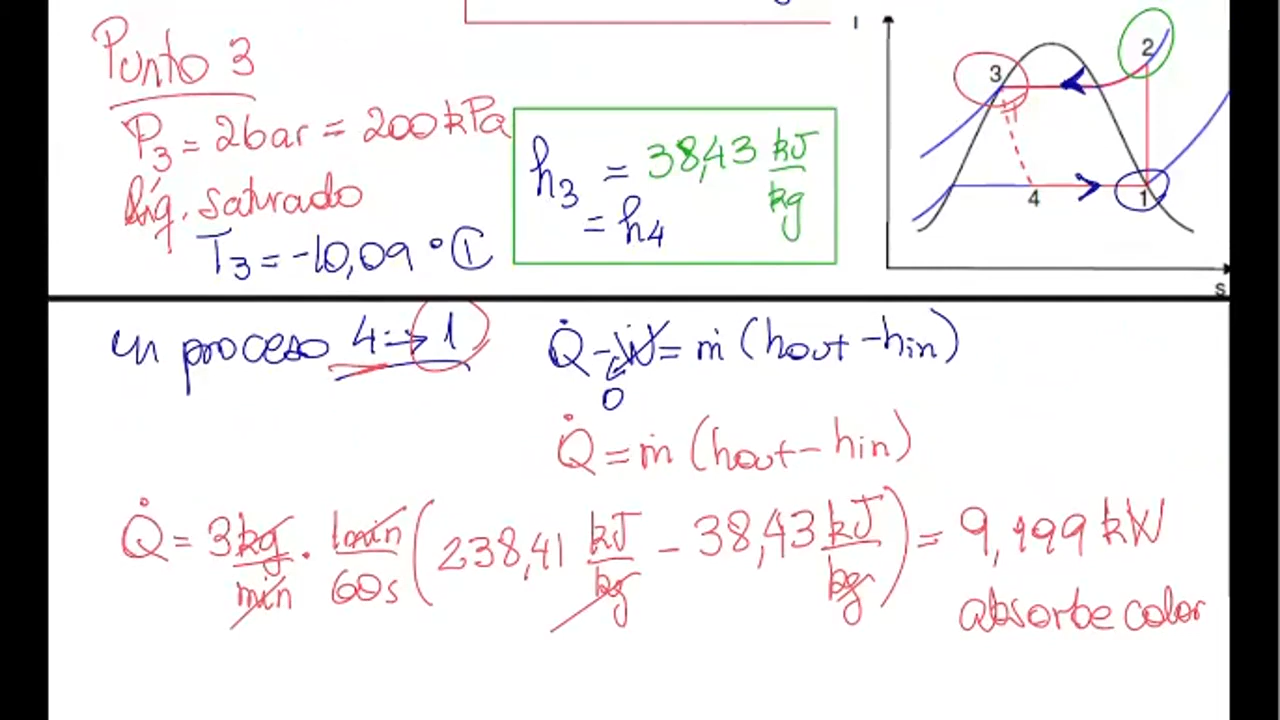 Punto 3
P3 = 2bar = 200kPa
líq. saturado
T3 = -10,09 °C
h3 = 38,43 kJ/kg
= h4
3
2
4
1
s
en proceso 4→1
Q̇ - Ẇ = ṁ (hout - hin)
0
Q̇ = ṁ (hout - hin)
Q̇ = 3 kg/min · 1min/60s (238,41 kJ/kg - 38,43 kJ/kg) = 9,999 kW
absorbe calor